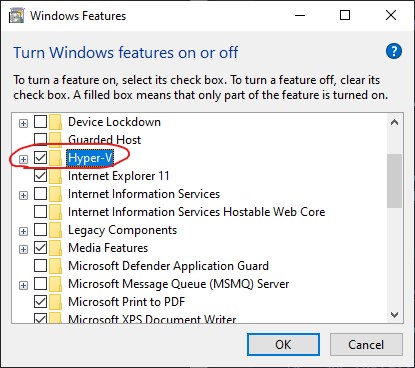 Windows Features
Turn Windows features on or off
To turn a feature on, select its check box. To turn a feature off, clear its
check box. A filled box means that only part of the feature is turned on.
Device Lockdown
Guarded Host
Hyper-V
Internet Explorer 11
Internet Information Services
Internet Information Services Hostable Web Core
Legacy Components
Media Features
Microsoft Defender Application Guard
Microsoft Message Queue (MSMQ) Server
Microsoft Print to PDF
Microsoft XPS Document Writer
OK
Cancel